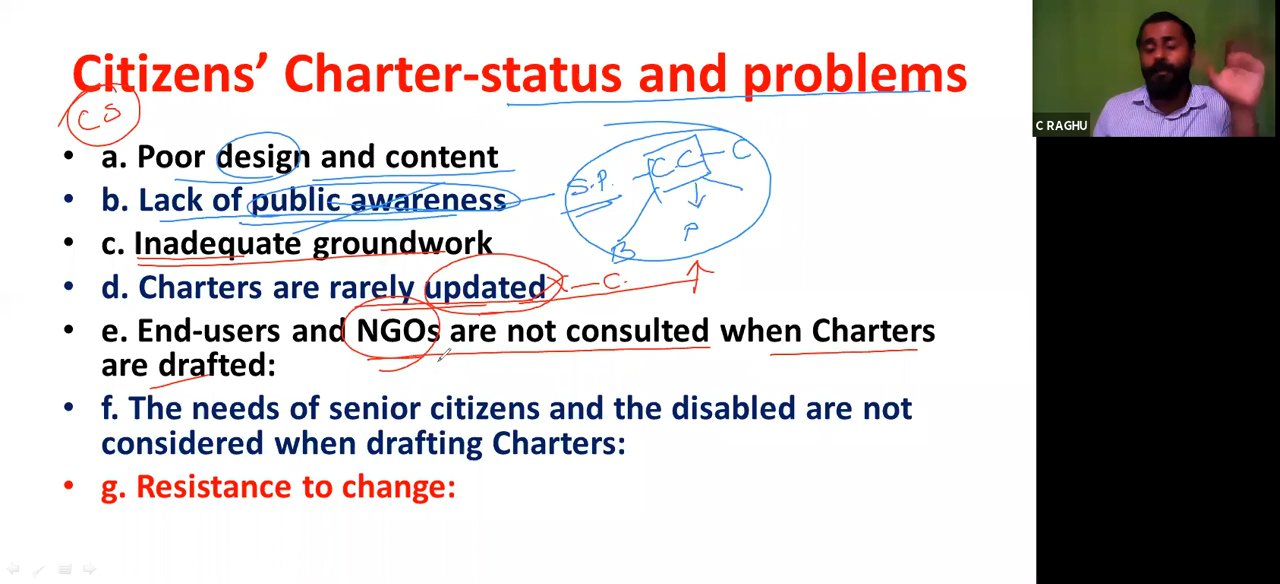 Citizens' Charter-status and problems
CS
• a. Poor design and content
• b. Lack of public awareness
• c. Inadequate groundwork
• d. Charters are rarely updated
• e. End-users and NGOs are not consulted when Charters
are drafted:
• f. The needs of senior citizens and the disabled are not
considered when drafting Charters:
• g. Resistance to change:
S.P.
CC
C
B
P
C.
C RAGHU